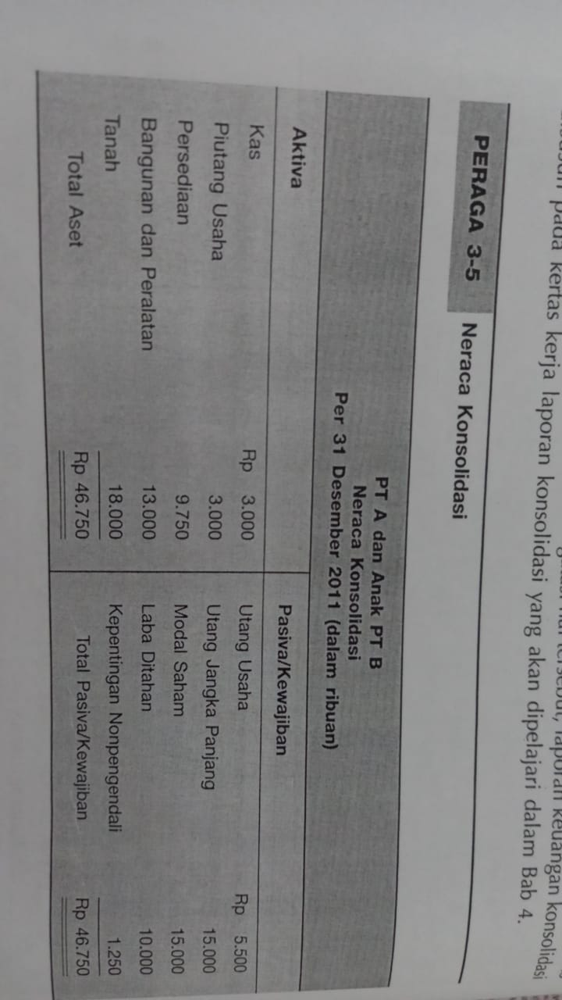 pada kertas kerja laporan konsolidasi yang akan dipelajari dalam Bab 4.
PERAGA 3-5 Neraca Konsolidasi
PT A dan Anak PT B
Neraca Konsolidasi
Per 31 Desember 2011 (dalam ribuan)
Aktiva Pasiva/Kewajiban
Kas Rp 3.000 Utang Usaha Rp 5.500
Piutang Usaha 3.000 Utang Jangka Panjang 15.000
Persediaan 9.750 Modal Saham 15.000
Bangunan dan Peralatan 13.000 Laba Ditahan 10.000
Tanah 18.000 Kepentingan Nonpengendali 1.250
Total Aset Rp 46.750 Total Pasiva/Kewajiban Rp 46.750